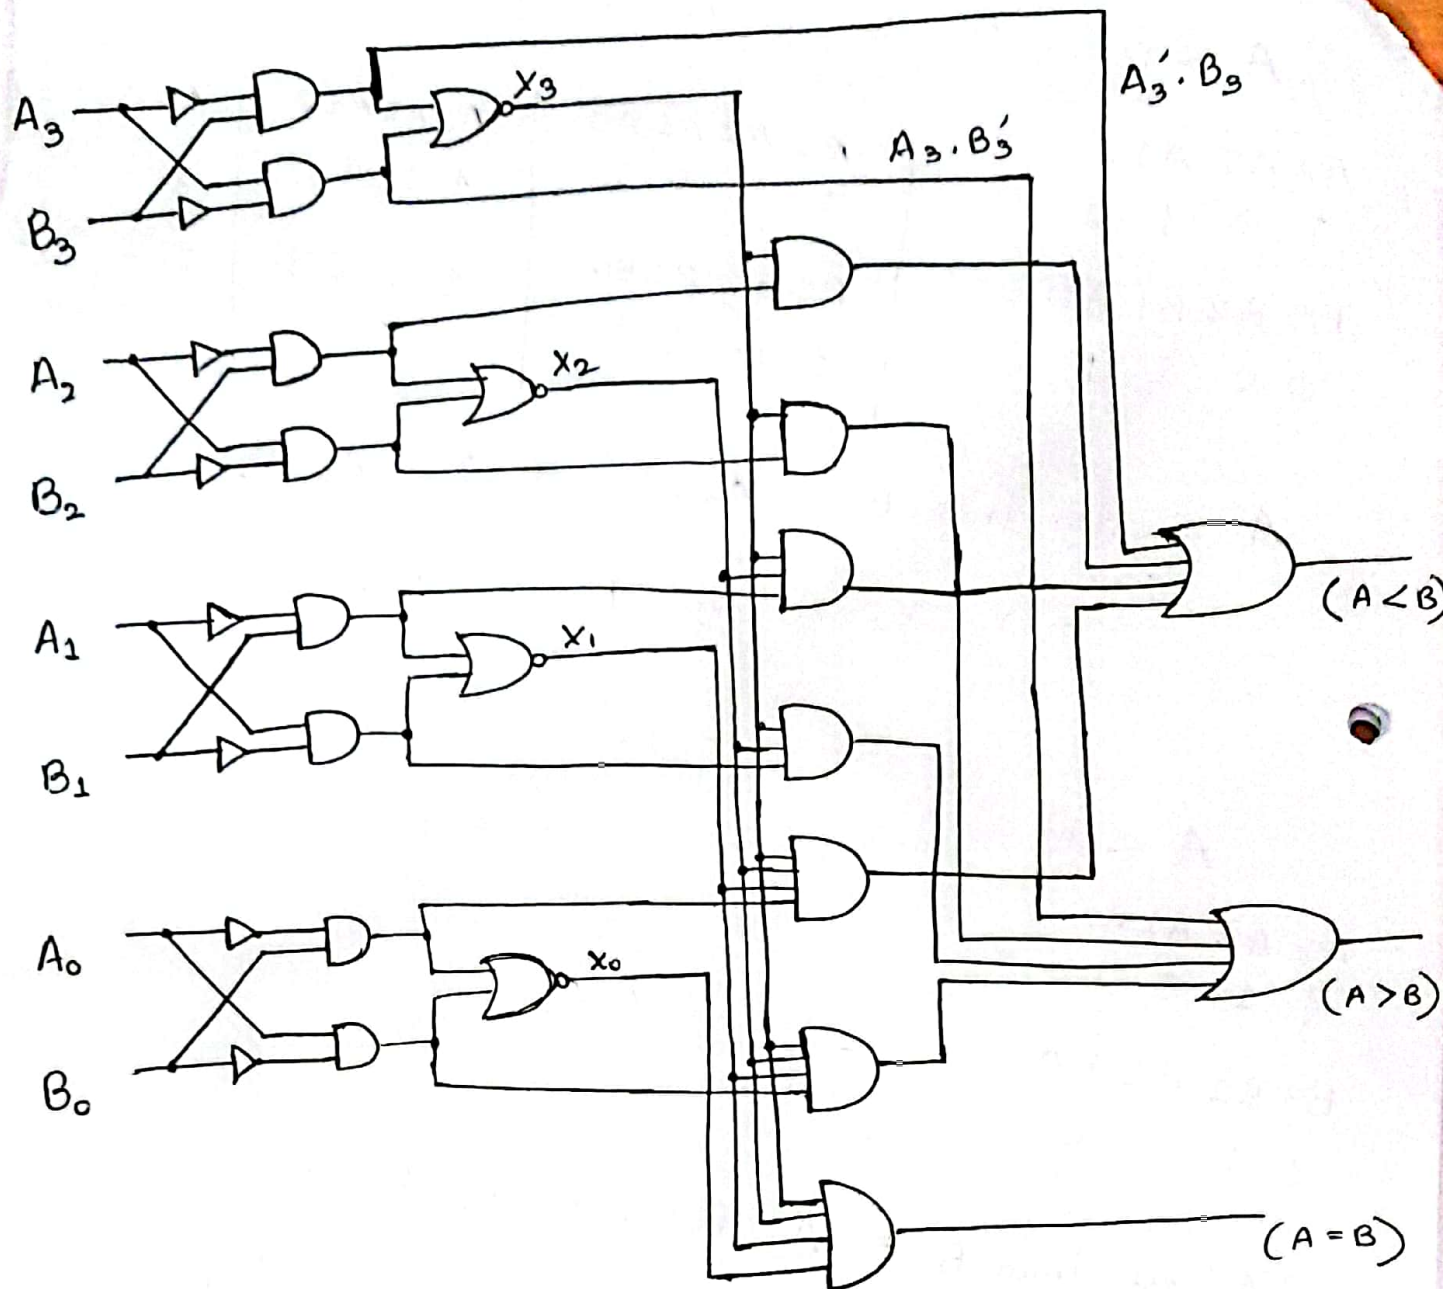 A₃
B₃
X₃
A₃′.B₃
A₃.B₃′
A₂
B₂
X₂
A₁
B₁
X₁
A₀
B₀
X₀
(A<B)
(A>B)
(A=B)